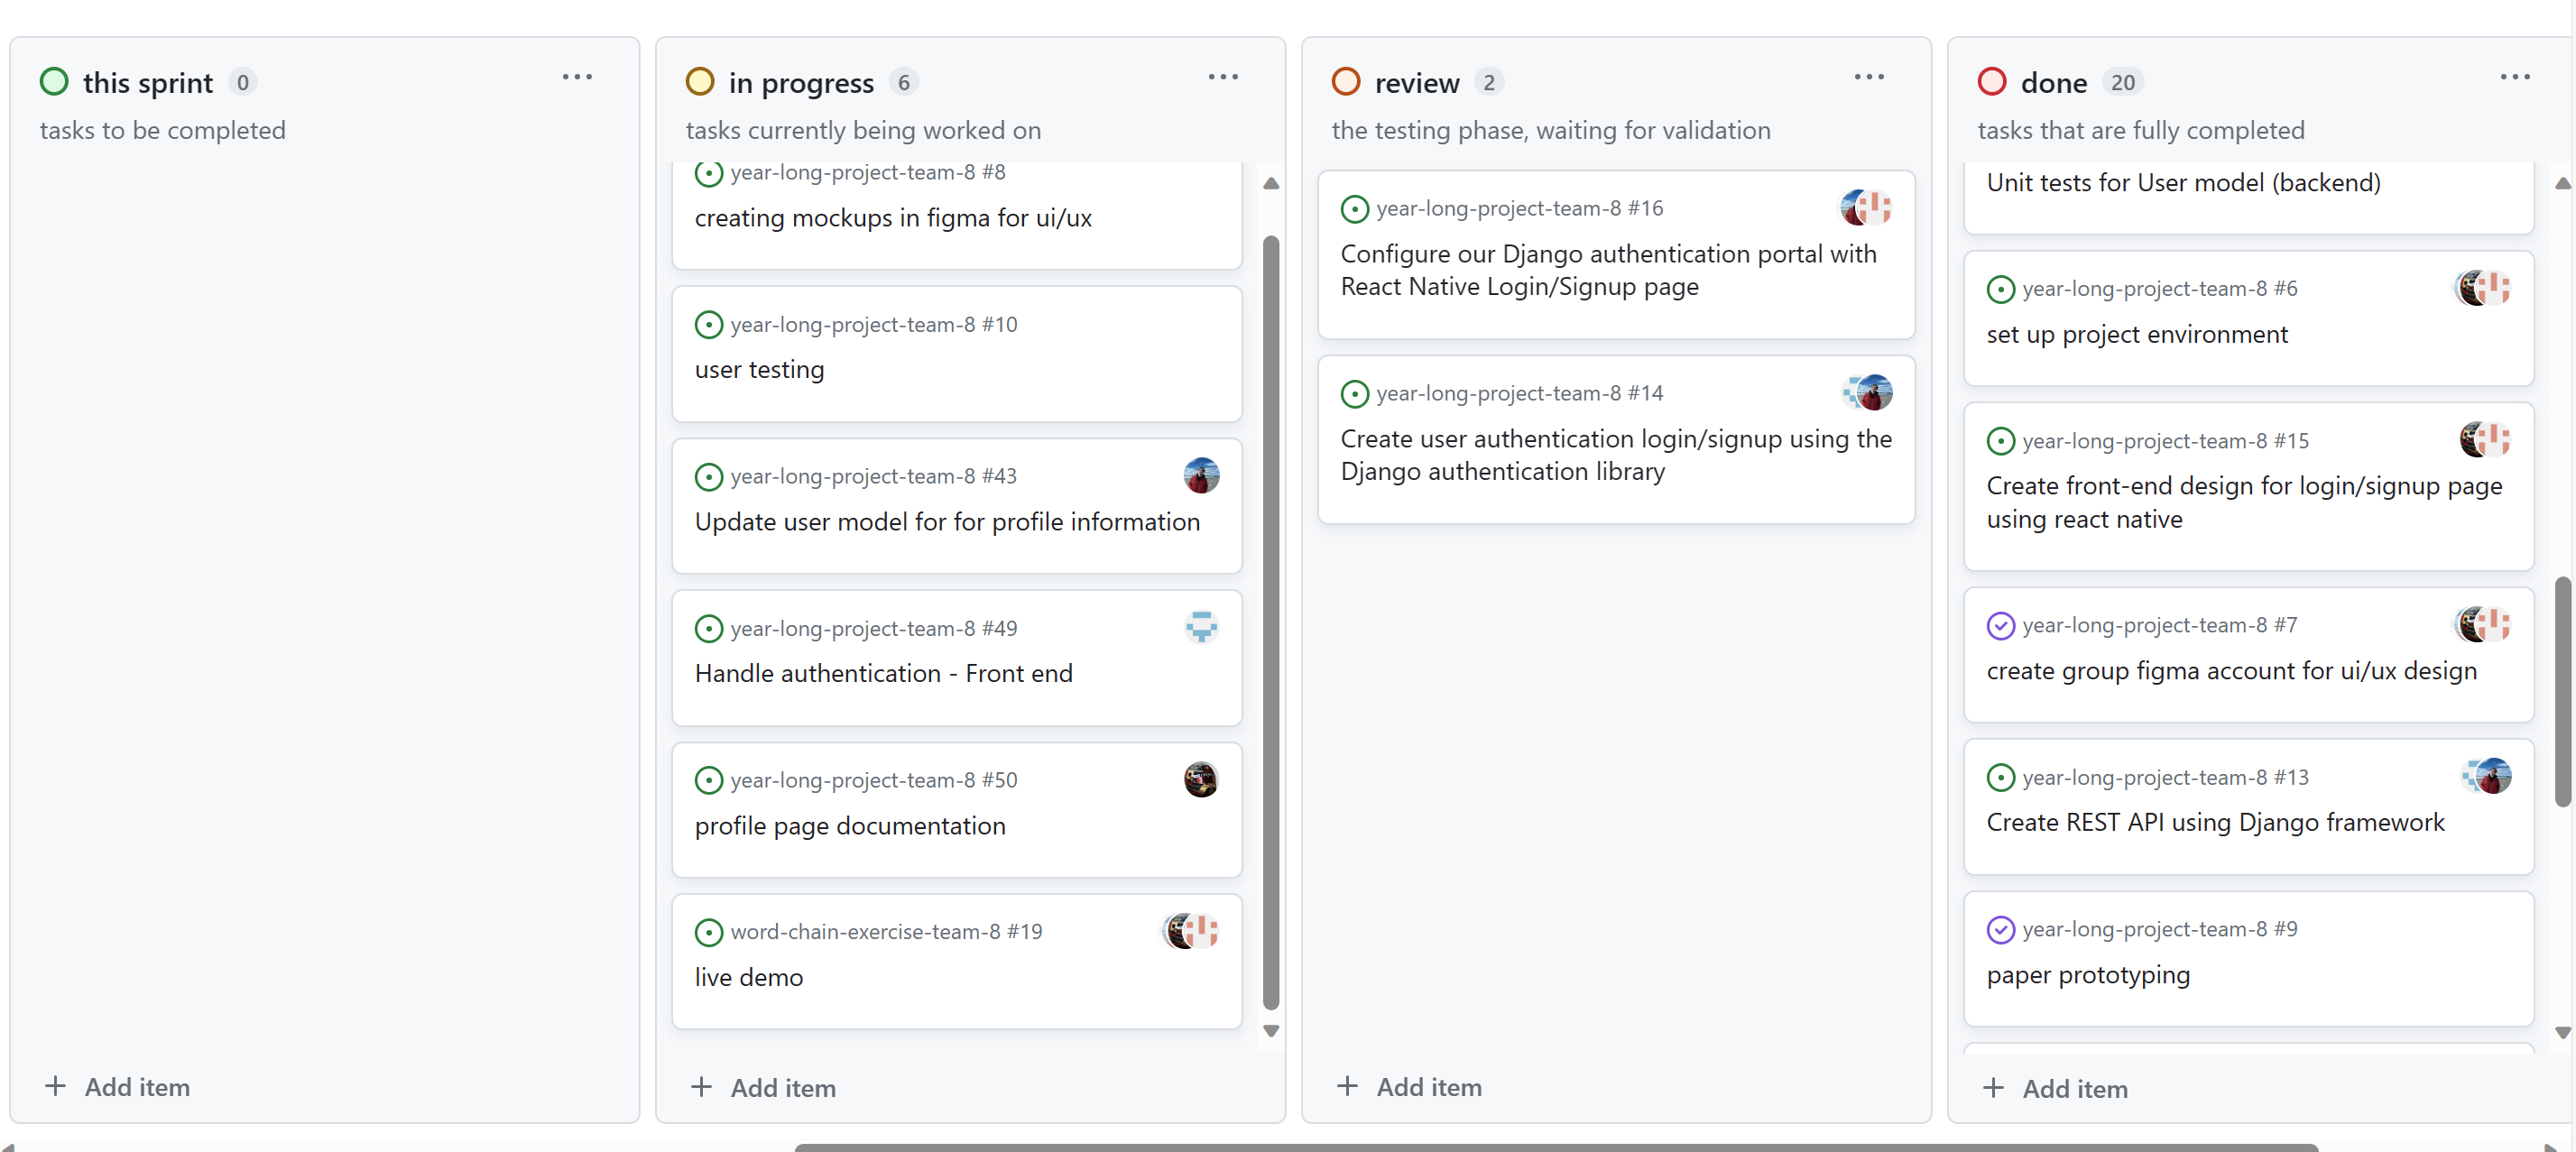 this sprint 0
tasks to be completed
+ Add item
in progress 6
tasks currently being worked on
year-long-project-team-8 #8
creating mockups in figma for ui/ux
year-long-project-team-8 #10
user testing
year-long-project-team-8 #43
Update user model for for profile information
year-long-project-team-8 #49
Handle authentication - Front end
year-long-project-team-8 #50
profile page documentation
word-chain-exercise-team-8 #19
live demo
+ Add item
review 2
the testing phase, waiting for validation
year-long-project-team-8 #16
Configure our Django authentication portal with
React Native Login/Signup page
year-long-project-team-8 #14
Create user authentication login/signup using the
Django authentication library
+ Add item
done 20
tasks that are fully completed
Unit tests for User model (backend)
year-long-project-team-8 #6
set up project environment
year-long-project-team-8 #15
Create front-end design for login/signup page
using react native
year-long-project-team-8 #7
create group figma account for ui/ux design
year-long-project-team-8 #13
Create REST API using Django framework
year-long-project-team-8 #9
paper prototyping
+ Add item